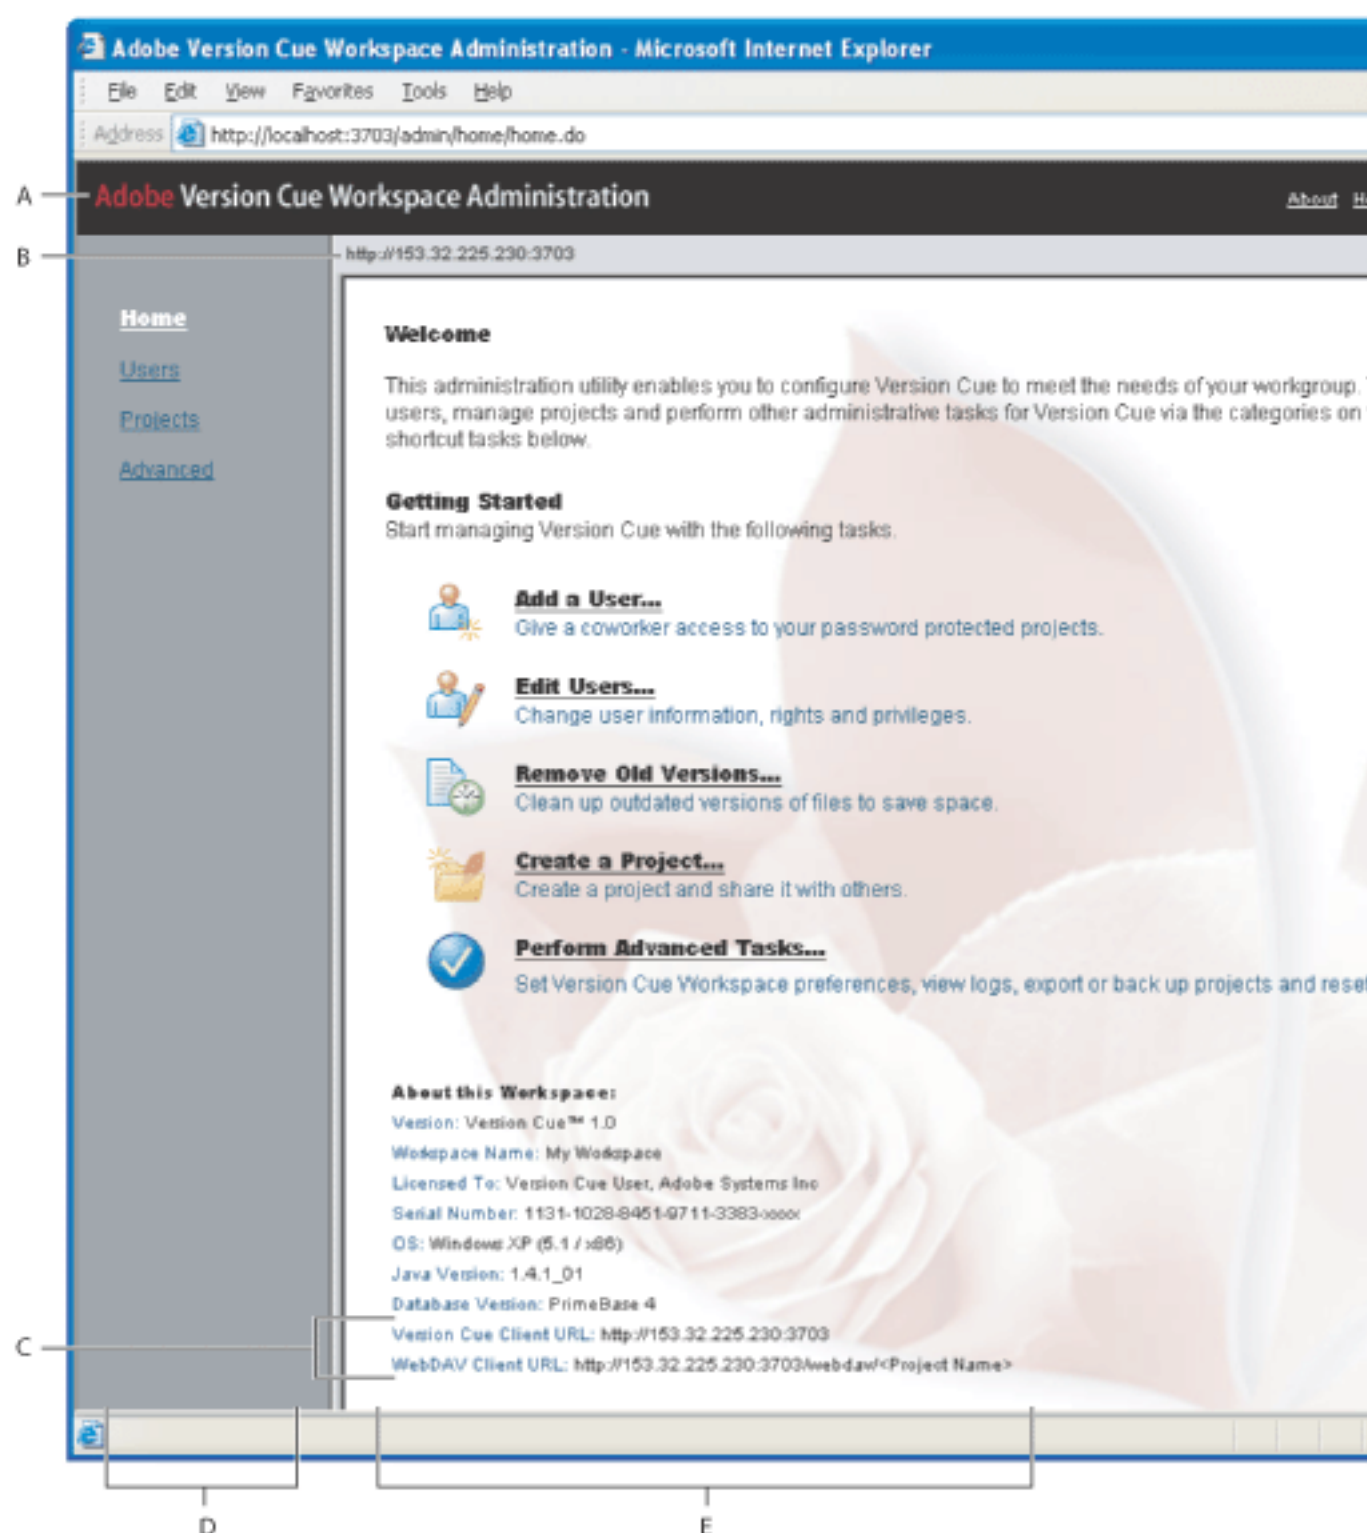 Adobe Version Cue Workspace Administration - Microsoft Internet Explorer
File Edit View Favorites Tools Help
Address http://localhost:3703/admin/home/home.do
A
Adobe Version Cue Workspace Administration
About
B
http://153.32.225.230:3703
Home
Users
Projects
Advanced
Welcome
This administration utility enables you to configure Version Cue to meet the needs of your workgroup.
users, manage projects and perform other administrative tasks for Version Cue via the categories on
shortcut tasks below.
Getting Started
Start managing Version Cue with the following tasks.
Add a User...
Give a coworker access to your password protected projects.
Edit Users...
Change user information, rights and privileges.
Remove Old Versions...
Clean up outdated versions of files to save space.
Create a Project...
Create a project and share it with others.
Perform Advanced Tasks...
Set Version Cue Workspace preferences, view logs, export or back up projects and reset
About this Workspace:
Version: Version Cue™ 1.0
Workspace Name: My Workspace
Licensed To: Version Cue User, Adobe Systems Inc
Serial Number: 1131-1028-8451-9711-3383-xxxx
OS: Windows XP (5.1 / x86)
Java Version: 1.4.1_01
Database Version: PrimeBase 4
C
Version Cue Client URL: http://153.32.225.230:3703
WebDAV Client URL: http://153.32.225.230:3703/webdav/<Project Name>
D
E